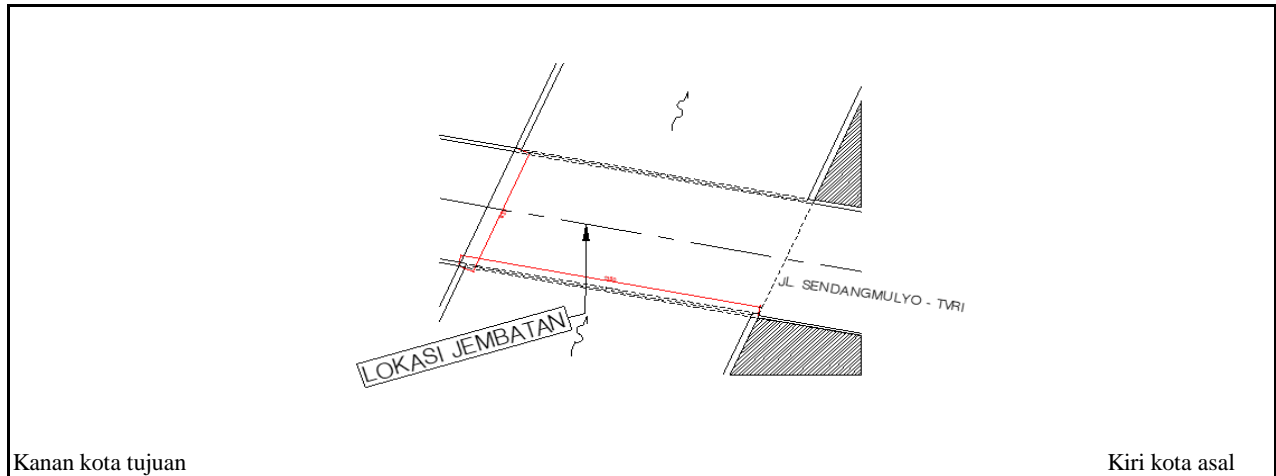 JL. SENDANGMULYO - TVRI
LOKASI JEMBATAN
Kanan kota tujuan
Kiri kota asal